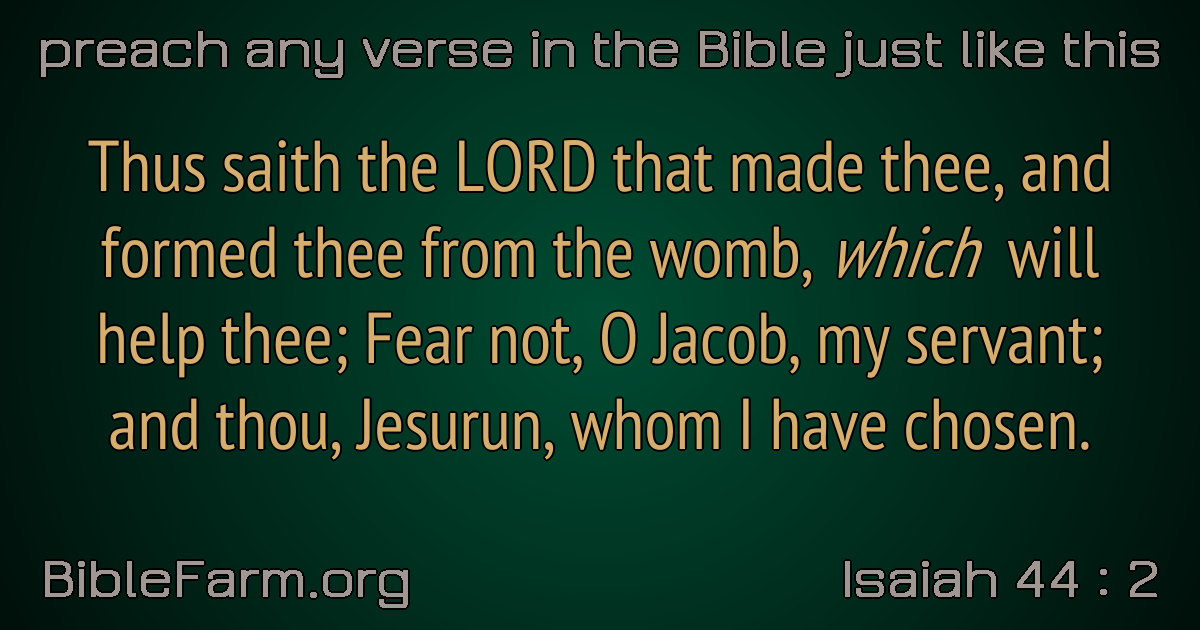 preach any verse in the Bible just like this
Thus saith the LORD that made thee, and
formed thee from the womb, which will
help thee; Fear not, O Jacob, my servant;
and thou, Jesurun, whom I have chosen.
BibleFarm.org
Isaiah 44 : 2